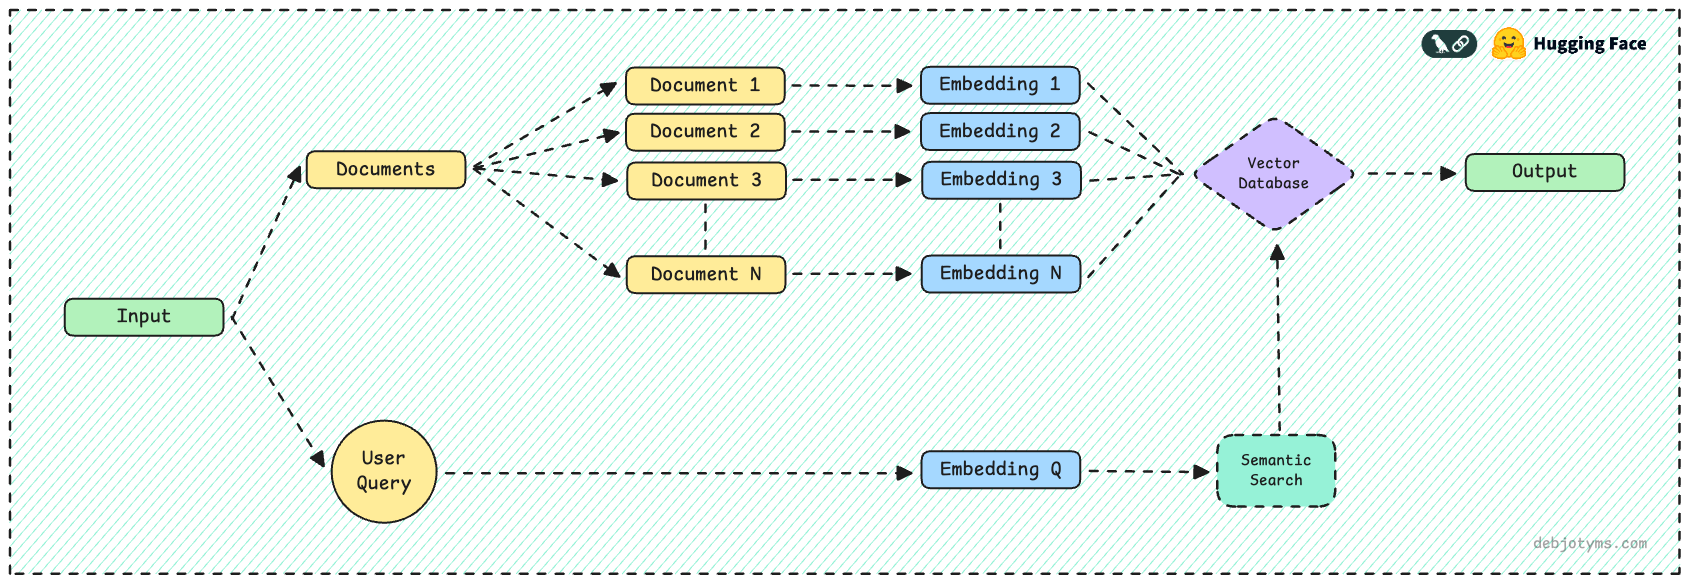 Hugging Face
Document 1
Embedding 1
Document 2
Embedding 2
Documents
Document 3
Embedding 3
Vector
Database
Output
Document N
Embedding N
Input
User
Query
Embedding Q
Semantic
Search
debjotyms.com